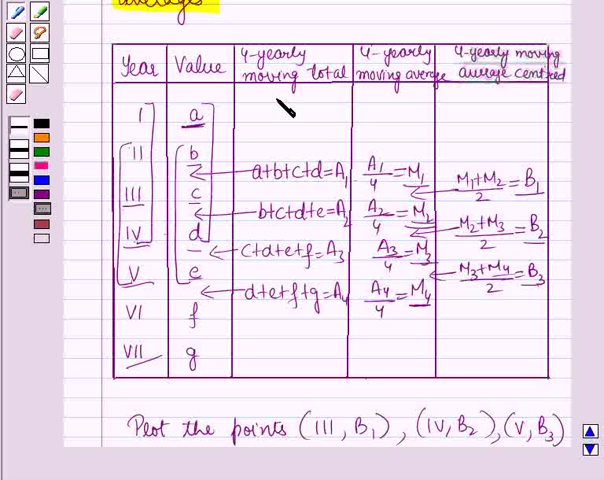 averages
4-yearly 4-yearly 4-yearly moving
Year Value moving total moving average average centred
I a
II b
a+b+c+d=A1 A1/4=M1
III c M1+M2/2=B1
b+c+d+e=A2 A2/4=M2
IV d M2+M3/2=B2
c+d+e+f=A3 A3/4=M3
V e M3+M4/2=B3
d+e+f+g=A4 A4/4=M4
VI f
VII g
Plot the points (III, B1), (IV, B2), (V, B3)